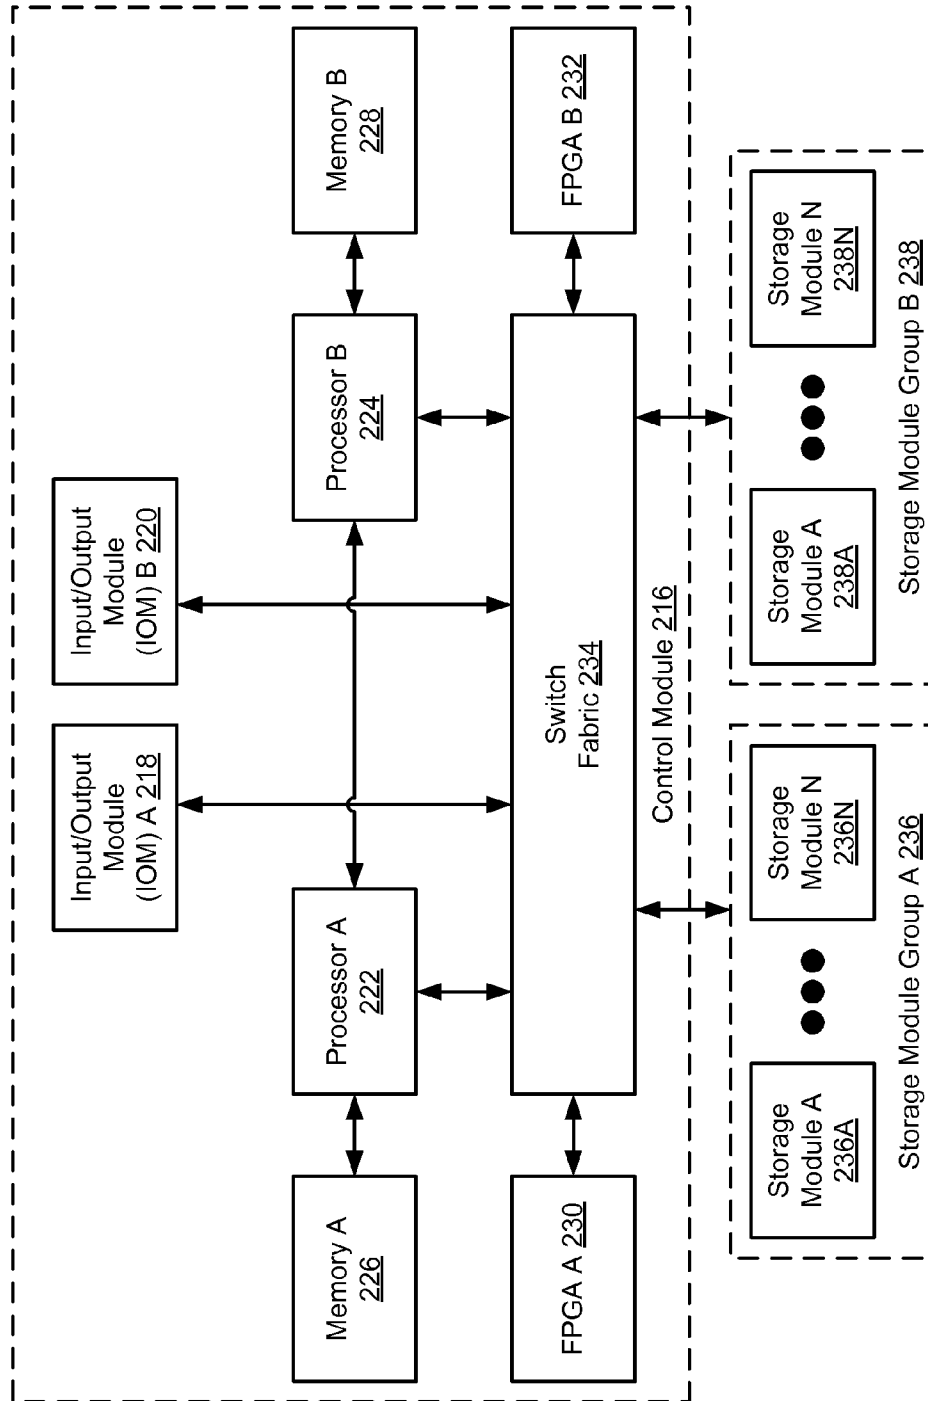 Input/Output
Module
(IOM) A 218
Input/Output
Module
(IOM) B 220
Memory A
226
Processor A
222
Processor B
224
Memory B
228
FPGA A 230
Switch
Fabric 234
FPGA B 232
Control Module 216
Storage
Module A
236A
Storage
Module N
236N
Storage Module Group A 236
Storage
Module A
238A
Storage
Module N
238N
Storage Module Group B 238